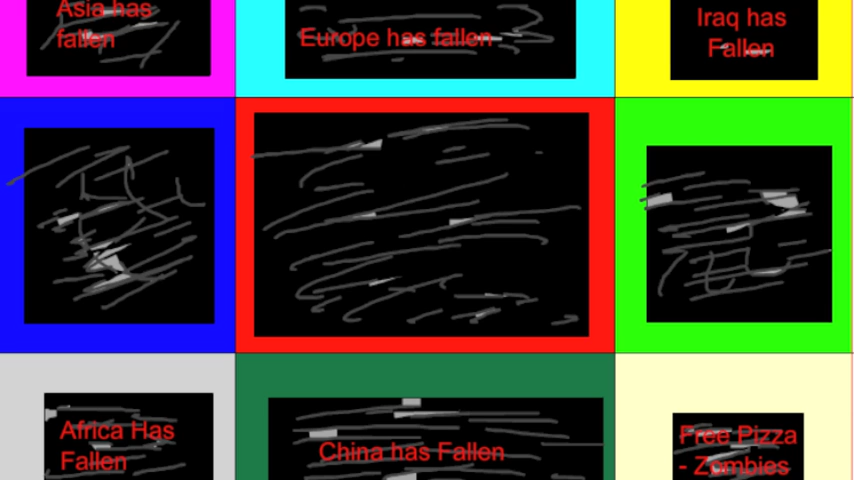 Asia has
fallen
Europe has fallen
Iraq has
Fallen
Africa Has
Fallen
China has Fallen
Free Pizza
- Zombies